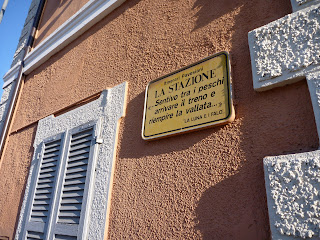 LA STAZIONE
"Sentivo tra i peschi
arrivare il treno e
riempire la vallata..."
"LA LUNA E I FALÒ"